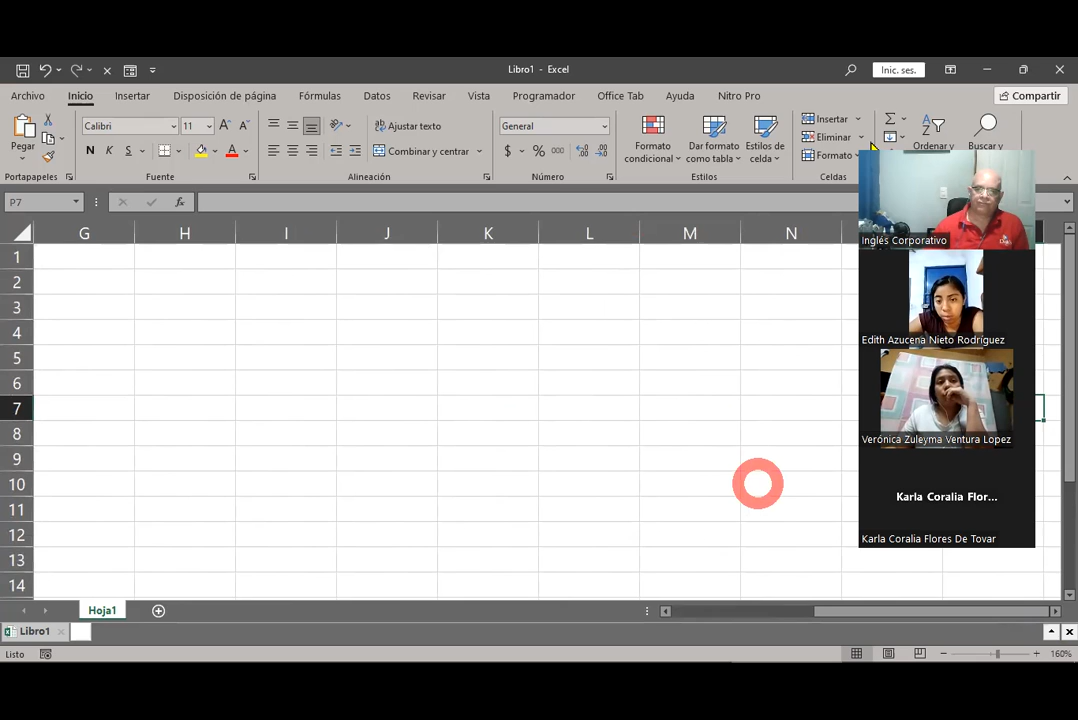 Libro1 - Excel
Inic. ses.
Archivo
Inicio
Insertar
Disposición de página
Fórmulas
Datos
Revisar
Vista
Programador
Office Tab
Ayuda
Nitro Pro
Compartir
Pegar
Portapapeles
Calibri
11
N K S
Fuente
Ajustar texto
Combinar y centrar
Alineación
General
$ % 000
Número
Formato condicional
Dar formato como tabla
Estilos de celda
Estilos
Insertar
Eliminar
Formato
Celdas
Ordenar y
Buscar y
P7
fx
G H I J K L M N
1
2
3
4
5
6
7
8
9
10
11
12
13
14
Inglés Corporativo
Edith Azucena Nieto Rodríguez
Verónica Zuleyma Ventura Lopez
Karla Coralia Flor...
Karla Coralia Flores De Tovar
Hoja1
Libro1
Listo
160%